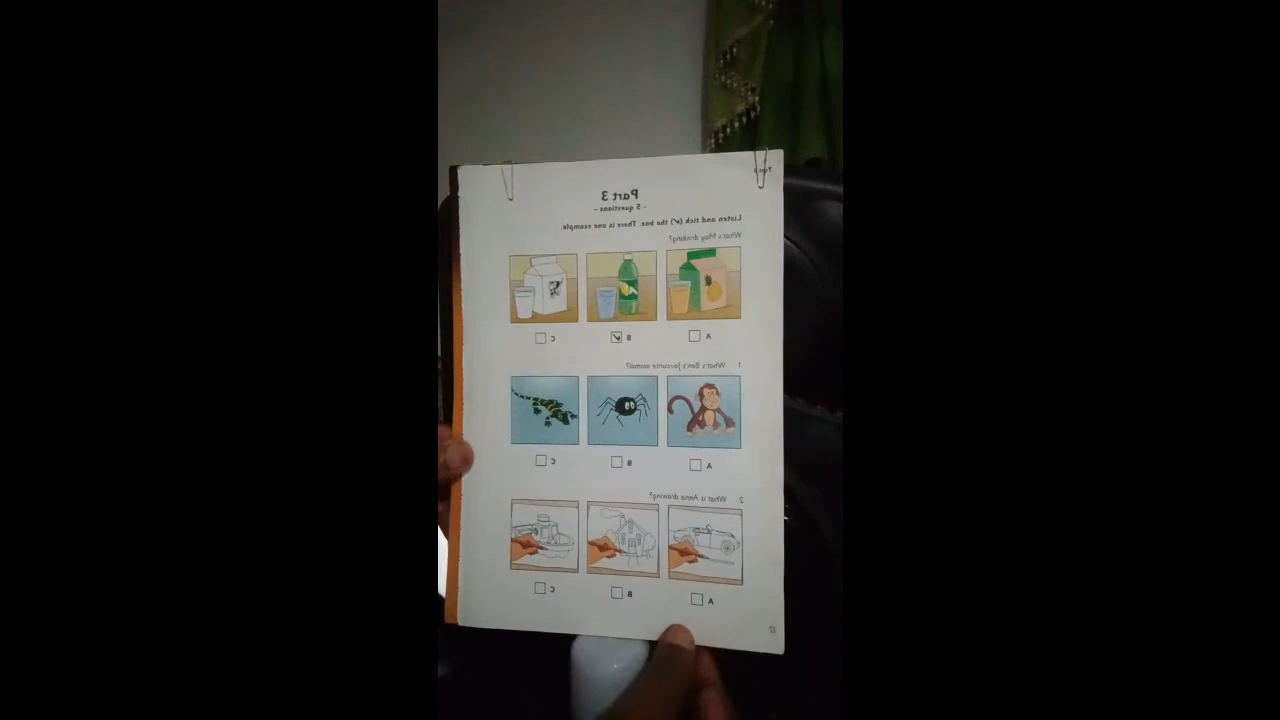 Part 3
– 5 questions –
Listen and tick (✔) the box. There is one example.
What's May drinking?
A B C
1 What's Ben's favourite animal?
A B C
2 What is Anna drawing?
A B C